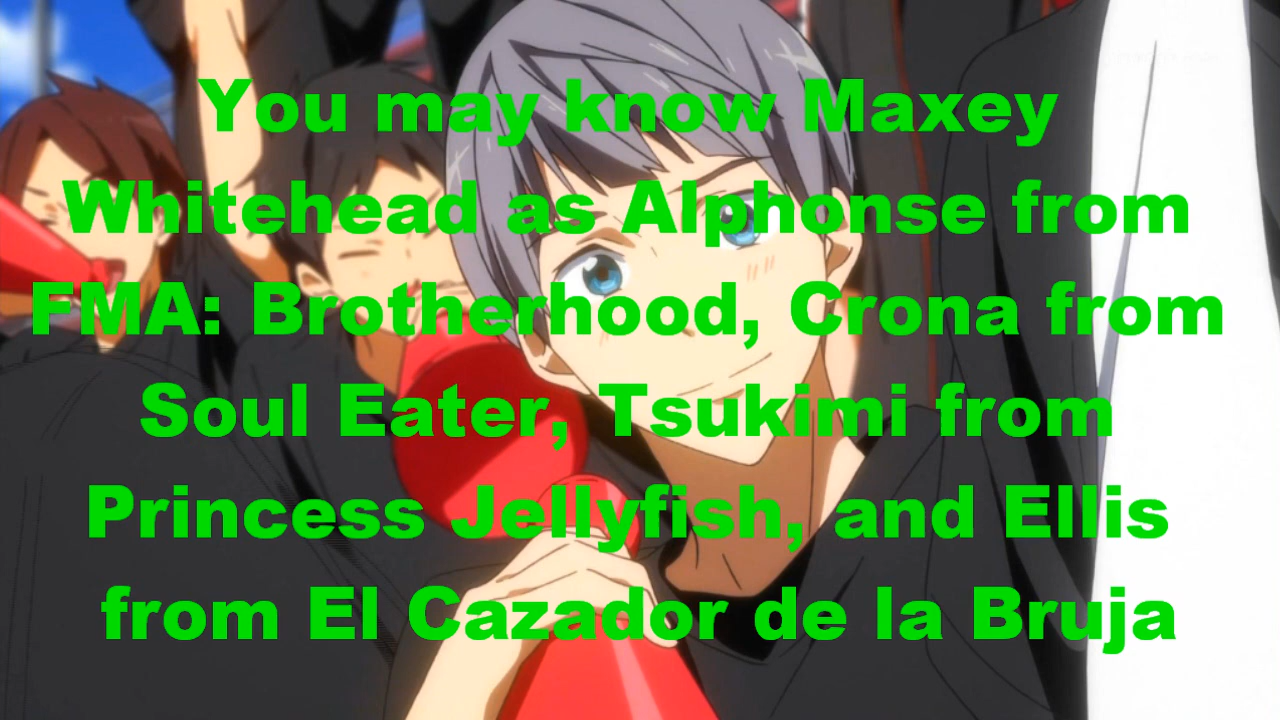 You may know Maxey
Whitehead as Alphonse from
FMA: Brotherhood, Crona from
Soul Eater, Tsukimi from
Princess Jellyfish, and Ellis
from El Cazador de la Bruja